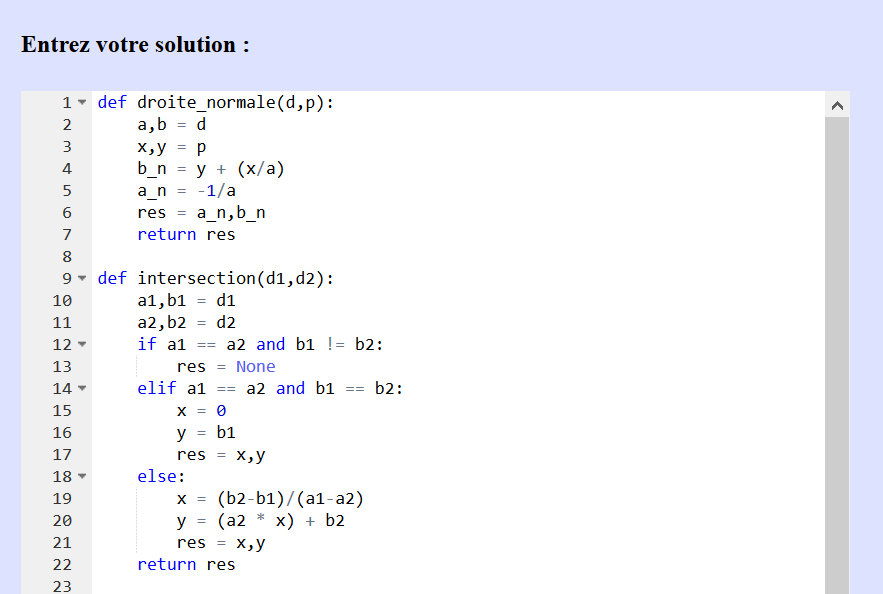 Entrez votre solution :
1 def droite_normale(d,p):
2     a,b = d
3     x,y = p
4     b_n = y + (x/a)
5     a_n = -1/a
6     res = a_n,b_n
7     return res
8
9 def intersection(d1,d2):
10     a1,b1 = d1
11     a2,b2 = d2
12     if a1 == a2 and b1 != b2:
13         res = None
14     elif a1 == a2 and b1 == b2:
15         x = 0
16         y = b1
17         res = x,y
18     else:
19         x = (b2-b1)/(a1-a2)
20         y = (a2 * x) + b2
21         res = x,y
22     return res
23